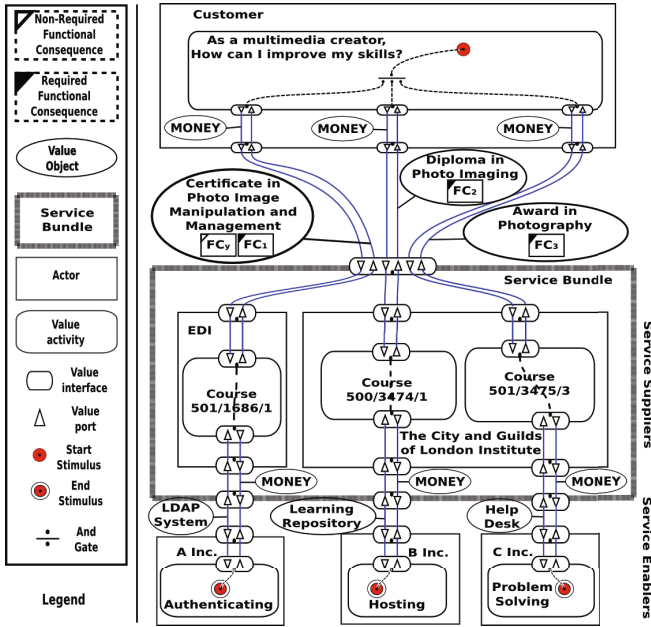 Non-Required
Functional
Consequence
Required
Functional
Consequence
Value
Object
Service
Bundle
Actor
Value
activity
Value
interface
Value
port
Start
Stimulus
End
Stimulus
And
Gate
Legend
Customer
As a multimedia creator,
How can I improve my skills?
MONEY
MONEY
MONEY
Certificate in
Photo Image
Manipulation and
Management
FCy
FC1
Diploma in
Photo Imaging
FC2
Award in
Photography
FC3
Service Bundle
EDI
Course
501/1686/1
Course
500/3474/1
Course
501/3475/3
The City and Guilds
of London Institute
MONEY
MONEY
MONEY
Service Suppliers
LDAP
System
Learning
Repository
Help
Desk
A Inc.
B Inc.
C Inc.
Authenticating
Hosting
Problem
Solving
Service Enablers